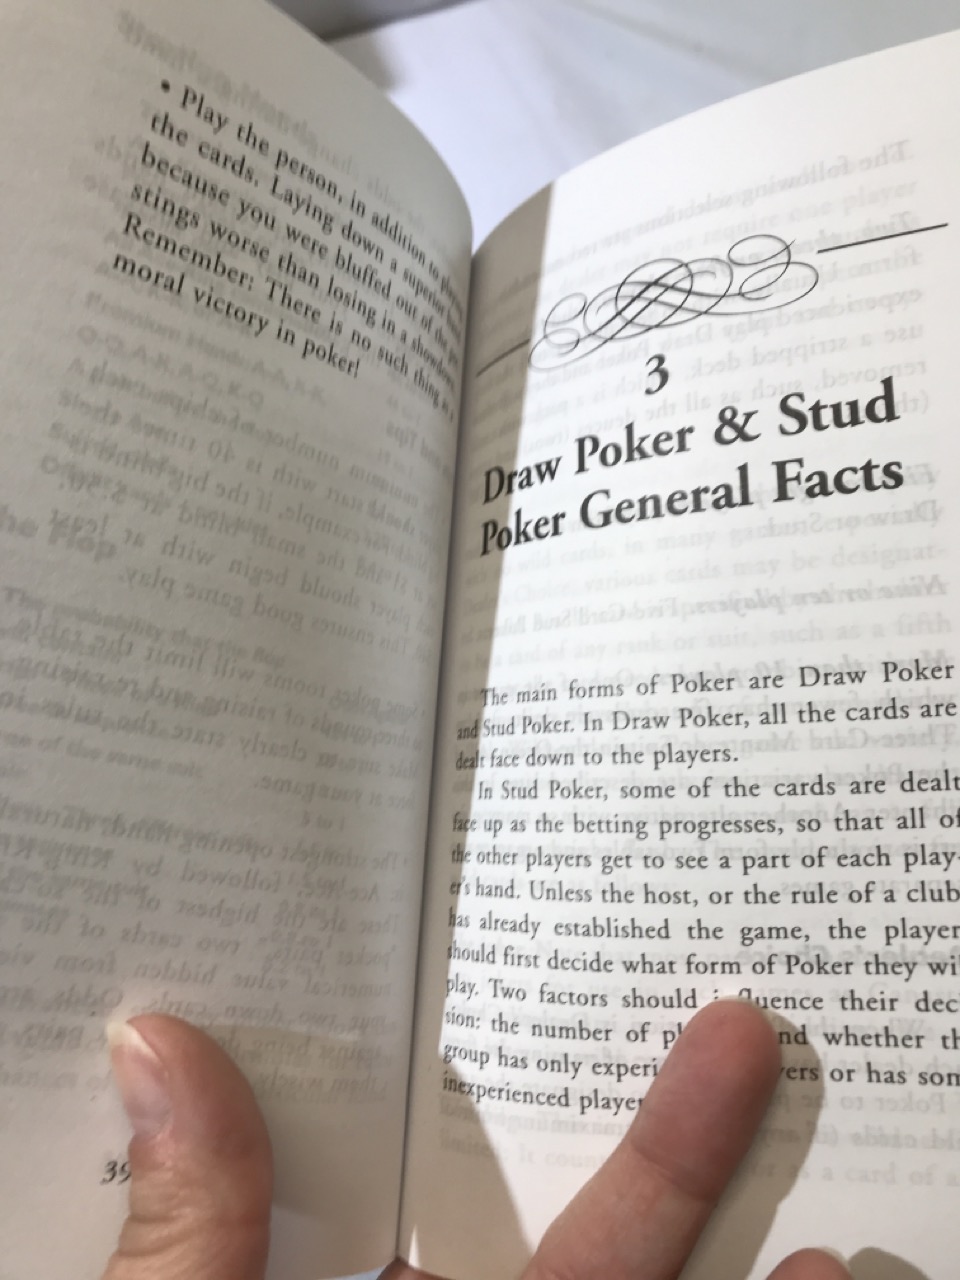 • Play the person, in addition to
the cards. Laying down a superior
because you were bluffed out of the
stings worse than losing in a showdown.
Remember: There is no such thing as a
moral victory in poker!
39
3
Draw Poker & Stud
Poker General Facts
The main forms of Poker are Draw Poker
and Stud Poker. In Draw Poker, all the cards are
dealt face down to the players.
In Stud Poker, some of the cards are dealt
face up as the betting progresses, so that all of
the other players get to see a part of each play-
er's hand. Unless the host, or the rule of a club
has already established the game, the player
should first decide what form of Poker they wil
play. Two factors should influence their deci
sion: the number of pl nd whether th
group has only experi yers or has som
inexperienced player